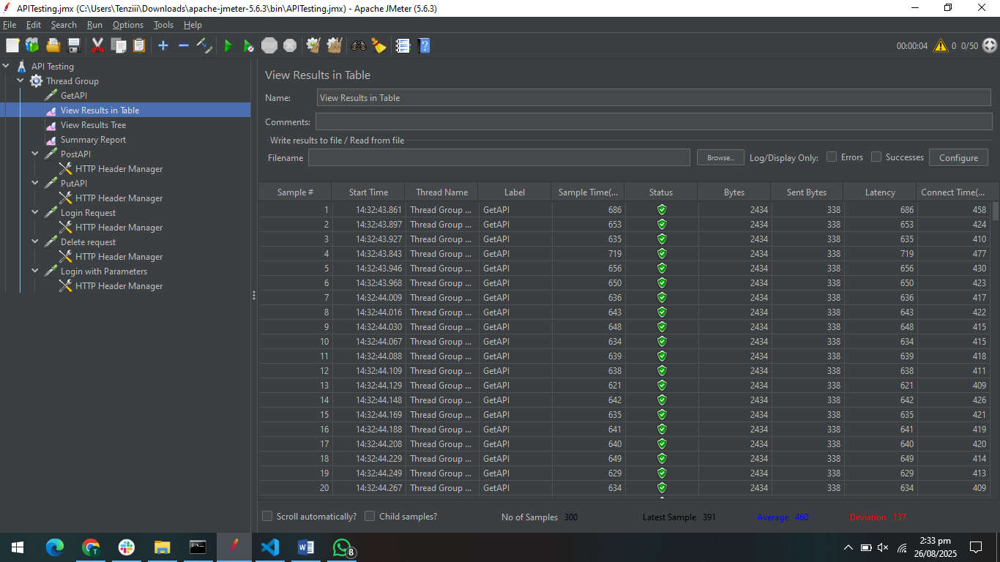 APITesting.jmx (C:\Users\Tenziii\Downloads\apache-jmeter-5.6.3\bin\APITesting.jmx) - Apache JMeter (5.6.3)
File Edit Search Run Options Tools Help
STOP
00:00:04 0 0/50
API Testing
Thread Group
GetAPI
View Results in Table
View Results Tree
Summary Report
PostAPI
HTTP Header Manager
PutAPI
HTTP Header Manager
Login Request
HTTP Header Manager
Delete request
HTTP Header Manager
Login with Parameters
HTTP Header Manager
View Results in Table
Name: View Results in Table
Comments:
Write results to file / Read from file
Filename Browse... Log/Display Only: Errors Successes Configure
Sample # Start Time Thread Name Label Sample Time(... Status Bytes Sent Bytes Latency Connect Time(...
1 14:32:43.861 Thread Group ... GetAPI 686 2434 338 686 458
2 14:32:43.897 Thread Group ... GetAPI 653 2434 338 653 424
3 14:32:43.927 Thread Group ... GetAPI 635 2434 338 635 410
4 14:32:43.843 Thread Group ... GetAPI 719 2434 338 719 477
5 14:32:43.946 Thread Group ... GetAPI 656 2434 338 656 430
6 14:32:43.968 Thread Group ... GetAPI 650 2434 338 650 423
7 14:32:44.009 Thread Group ... GetAPI 636 2434 338 636 417
8 14:32:44.016 Thread Group ... GetAPI 643 2434 338 643 422
9 14:32:44.030 Thread Group ... GetAPI 648 2434 338 648 415
10 14:32:44.067 Thread Group ... GetAPI 634 2434 338 634 415
11 14:32:44.088 Thread Group ... GetAPI 639 2434 338 639 418
12 14:32:44.109 Thread Group ... GetAPI 638 2434 338 638 411
13 14:32:44.129 Thread Group ... GetAPI 621 2434 338 621 409
14 14:32:44.148 Thread Group ... GetAPI 642 2434 338 642 426
15 14:32:44.169 Thread Group ... GetAPI 635 2434 338 635 421
16 14:32:44.188 Thread Group ... GetAPI 641 2434 338 641 419
17 14:32:44.208 Thread Group ... GetAPI 640 2434 338 640 420
18 14:32:44.229 Thread Group ... GetAPI 649 2434 338 649 414
19 14:32:44.249 Thread Group ... GetAPI 629 2434 338 629 413
20 14:32:44.267 Thread Group ... GetAPI 634 2434 338 634 409
Scroll automatically? Child samples? No of Samples 300 Latest Sample 391 Average 460 Deviation 137
8
2:33 pm
26/08/2025